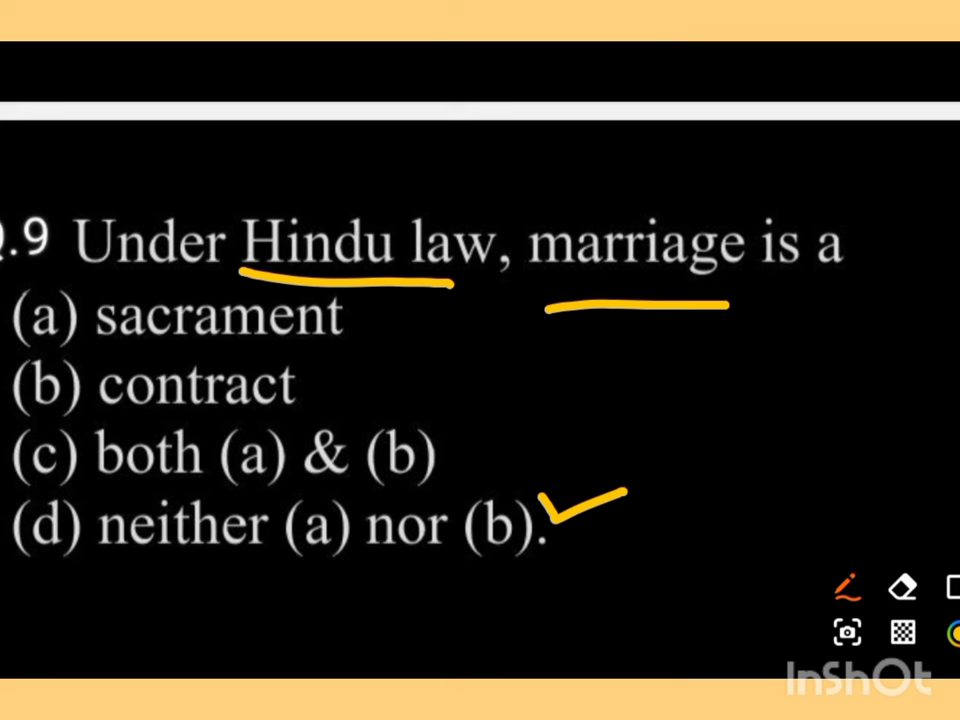 Q.9 Under Hindu law, marriage is a
(a) sacrament
(b) contract
(c) both (a) & (b)
(d) neither (a) nor (b).
InShOt